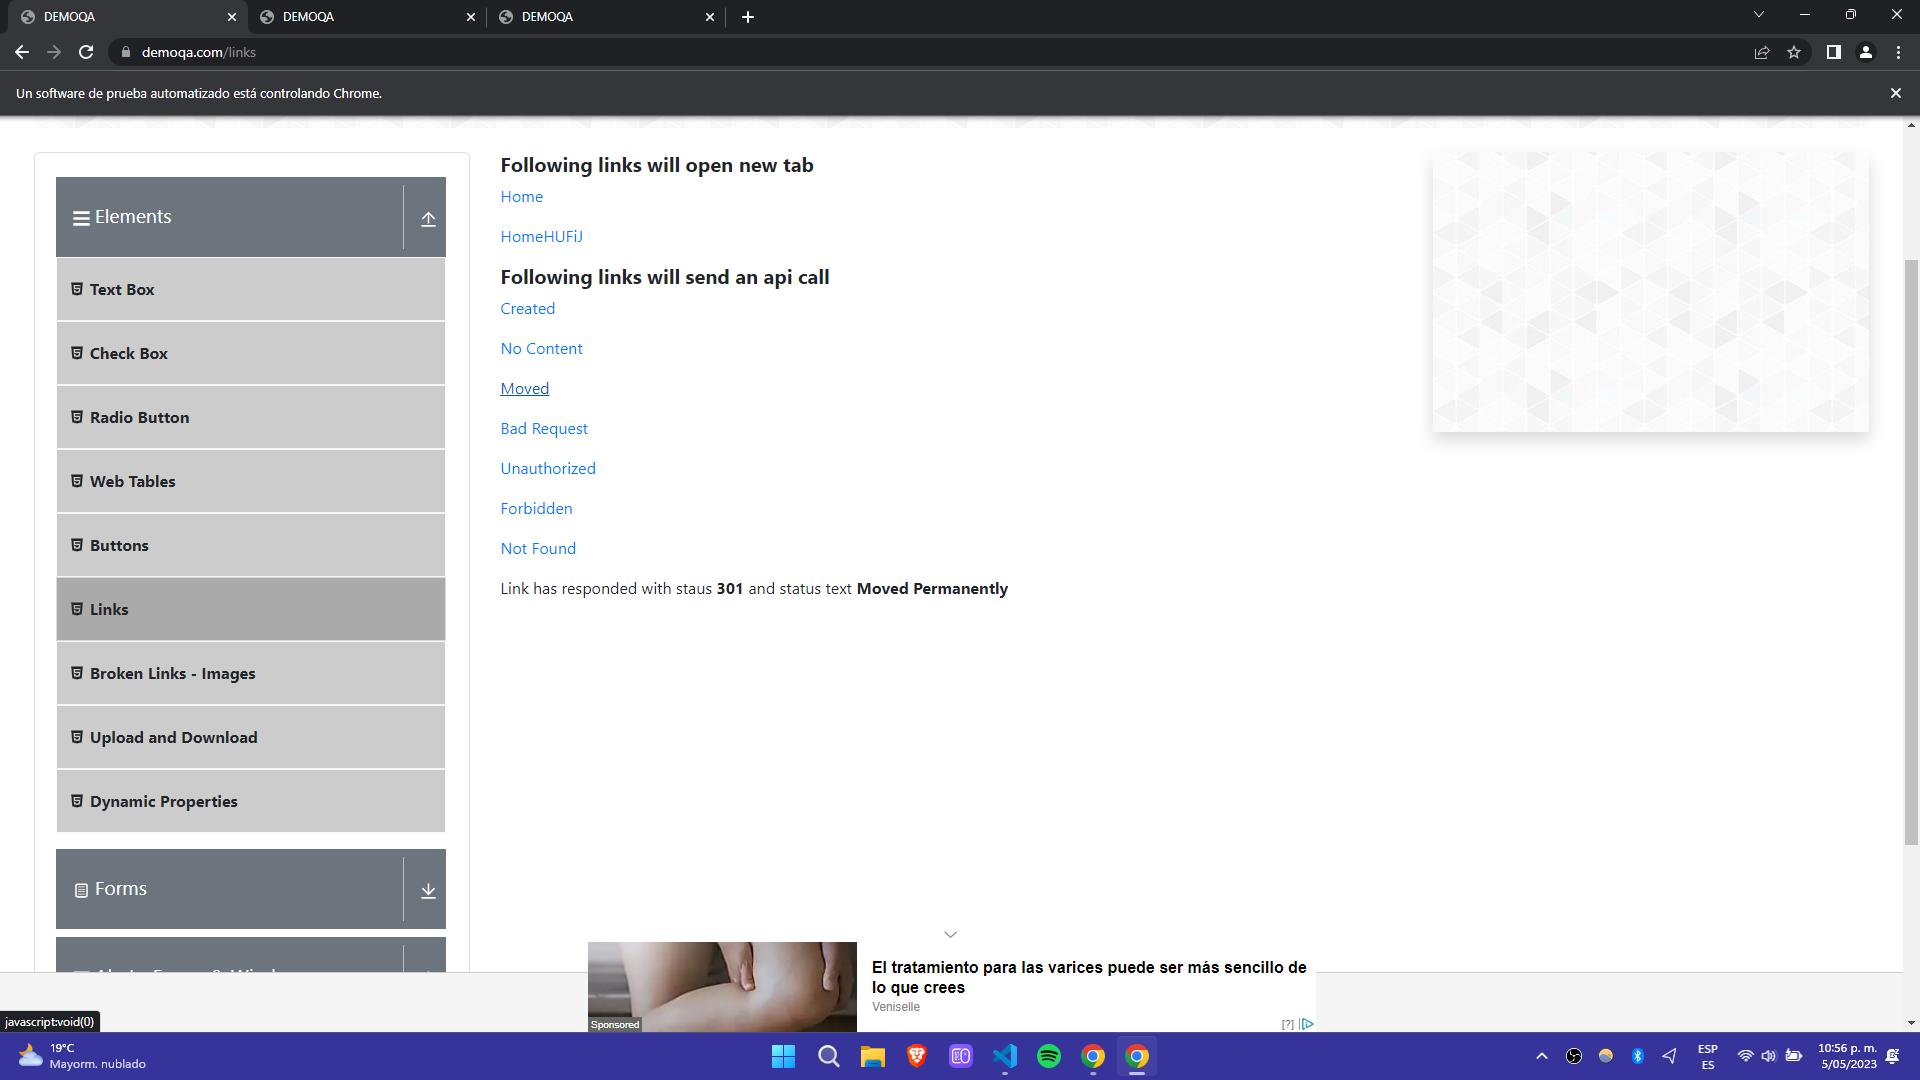 DEMOQA
DEMOQA
DEMOQA
demoqa.com/links
Un software de prueba automatizado está controlando Chrome.
Elements
Text Box
Check Box
Radio Button
Web Tables
Buttons
Links
Broken Links - Images
Upload and Download
Dynamic Properties
Forms
Following links will open new tab
Home
HomeHUFiJ
Following links will send an api call
Created
No Content
Moved
Bad Request
Unauthorized
Forbidden
Not Found
Link has responded with staus 301 and status text Moved Permanently
El tratamiento para las varices puede ser más sencillo de
lo que crees
Veniselle
Sponsored
[?]
javascript:void(0)
19°C
Mayorm. nublado
ESP
ES
10:56 p. m.
5/05/2023